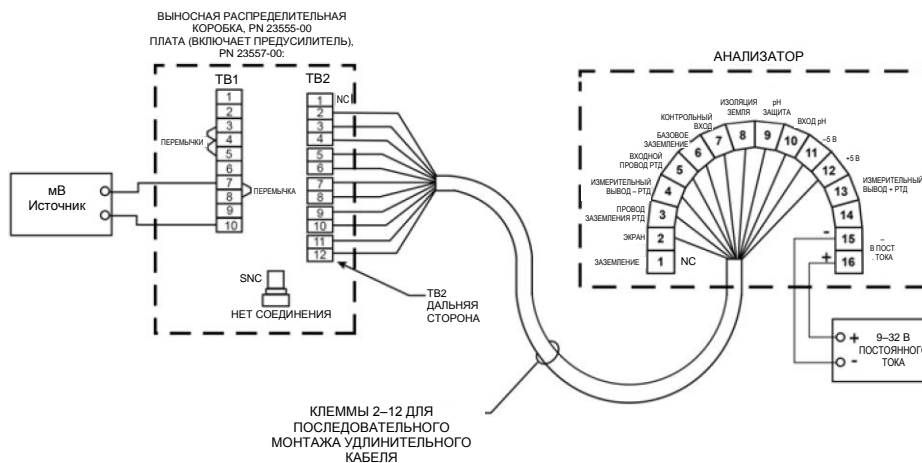 ВЫНОСНАЯ РАСПРЕДЕЛИТЕЛЬНАЯ
КОРОБКА, PN 23555-00
ПЛАТА (ВКЛЮЧАЕТ ПРЕДУСИЛИТЕЛЬ),
PN 23557-00:
TB1
TB2
1
2
3
4
5
6
7
8
9
10
ПЕРЕМЫЧКИ
ПЕРЕМЫЧКА
1
NC
2
3
4
5
6
7
8
9
10
11
12
мВ
Источник
SNC
НЕТ СОЕДИНЕНИЯ
TB2
ДАЛЬНЯЯ
СТОРОНА
КЛЕММЫ 2–12 ДЛЯ
ПОСЛЕДОВАТЕЛЬНОГО
МОНТАЖА УДЛИНИТЕЛЬНОГО
КАБЕЛЯ
АНАЛИЗАТОР
ЗАЗЕМЛЕНИЕ
ЭКРАН
ПРОВОД
ЗАЗЕМЛЕНИЯ РТД
ИЗМЕРИТЕЛЬНЫЙ
ВЫВОД – РТД
ВХОДНОЙ
ПРОВОД РТД
БАЗОВОЕ
ЗАЗЕМЛЕНИЕ
КОНТРОЛЬНЫЙ
ВХОД
ИЗОЛЯЦИЯ
ЗЕМЛЯ
pH
ЗАЩИТА
ВХОД pH
–5 В
+5 В
ИЗМЕРИТЕЛЬНЫЙ
ВЫВОД + РТД
1
NC
2
3
4
5
6
7
8
9
10
11
12
13
14
15
16
–
В ПОСТ
. ТОКА
-
+
+
-
9–32 В
ПОСТОЯННОГО
ТОКА